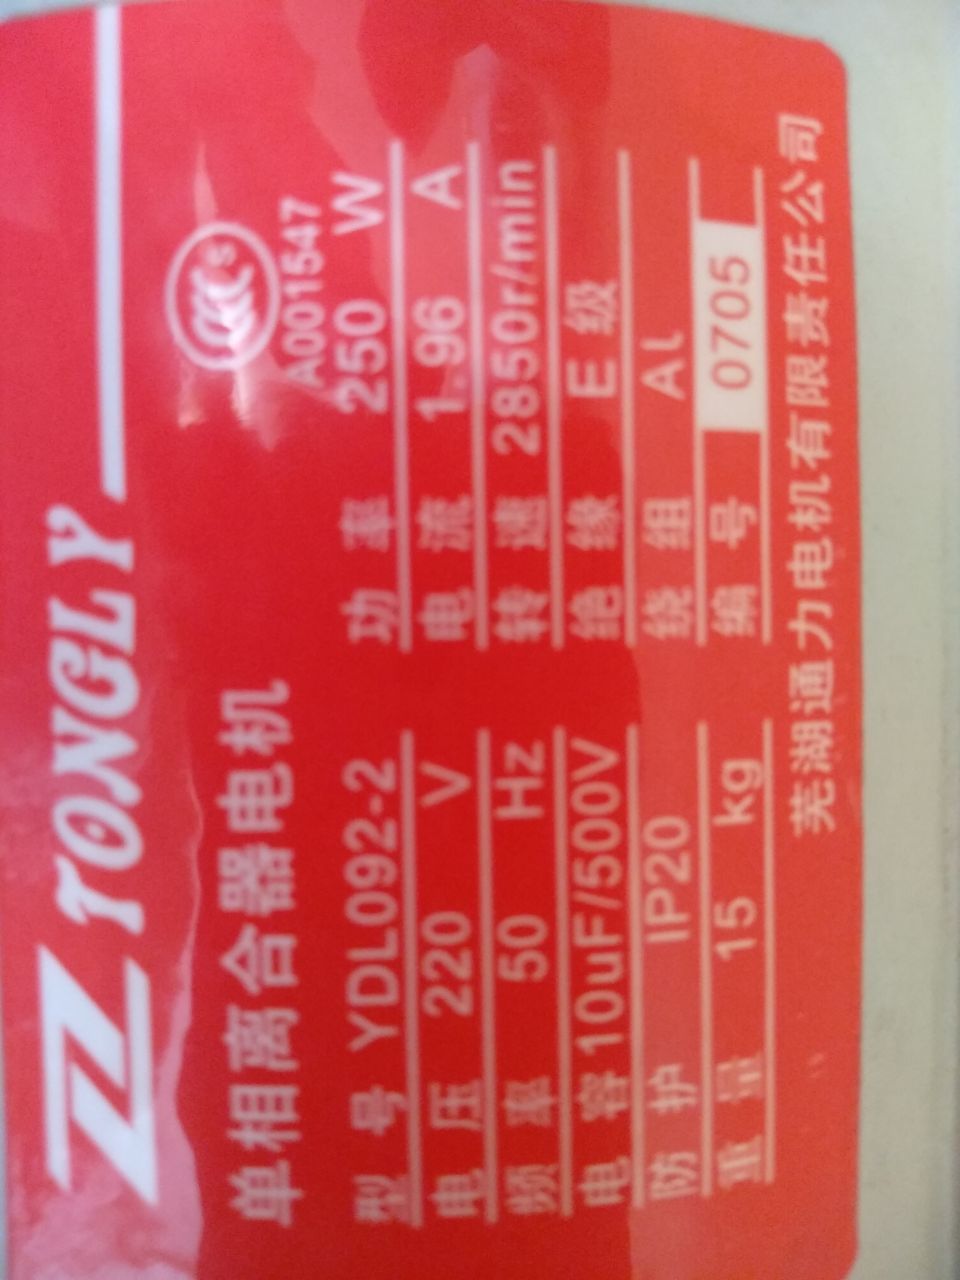 TONGLY
单相离合器电机
CCC S
A001547
型号 YDL092-2 功率 250 W
电压 220 V 电流 1.96 A
频率 50 Hz 转速 2850r/min
电容 10uF/500V 绝缘 E 级
防护 IP20 绕组 Al
重量 15 kg 编号 0705
芜湖通力电机有限责任公司